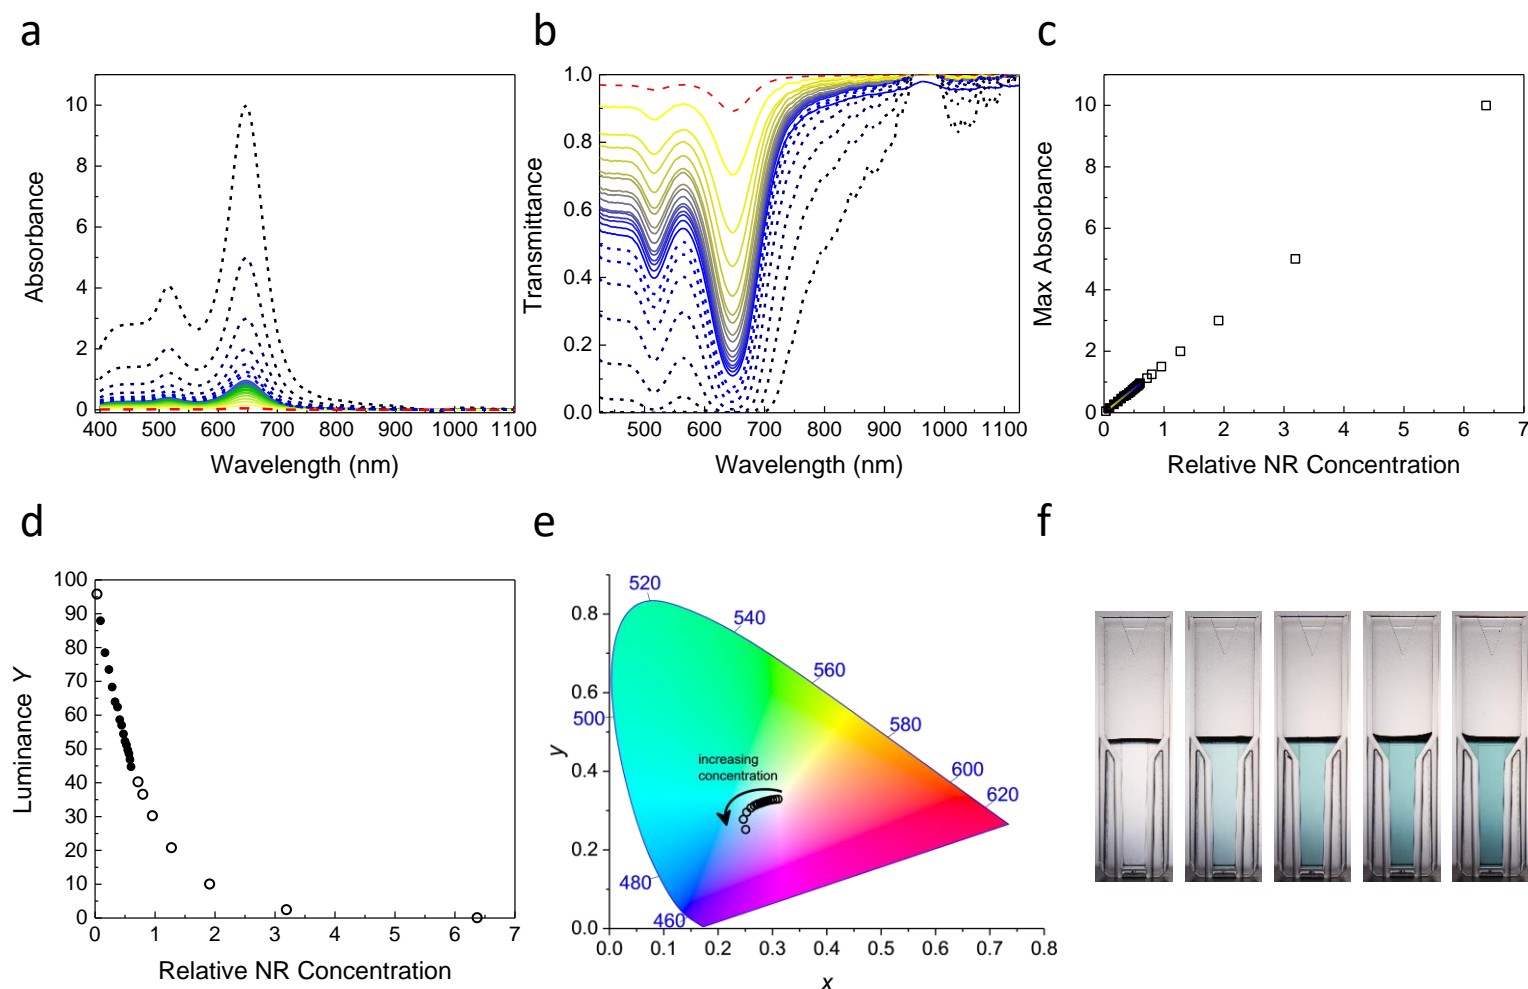 a
10
8
6
4
2
0
Absorbance
400 500 600 700 800 900 1000 1100
Wavelength (nm)
b
1.0
0.8
0.6
0.4
0.2
0.0
Transmittance
500 600 700 800 900 1000 1100
Wavelength (nm)
c
10
8
6
4
2
0
Max Absorbance
0 1 2 3 4 5 6 7
Relative NR Concentration
d
100
90
80
70
60
50
40
30
20
10
0
Luminance Y
0 1 2 3 4 5 6 7
Relative NR Concentration
e
0.8
0.6
0.4
0.2
0.0
y
520
540
560
500
580
600
620
480
460
increasing
concentration
0.0 0.1 0.2 0.3 0.4 0.5 0.6 0.7 0.8
x
f